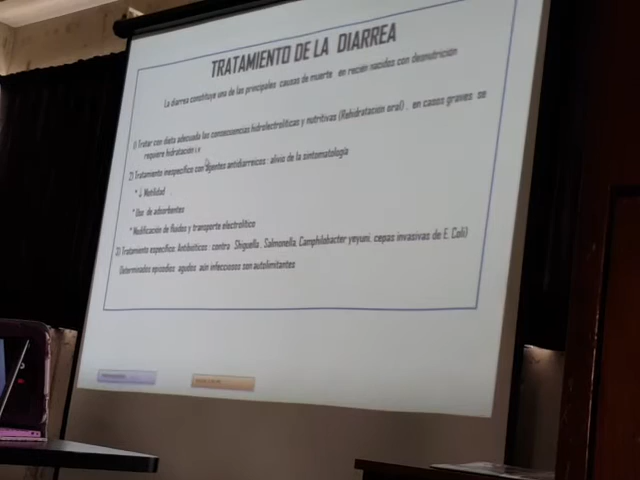 TRATAMIENTO DE LA DIARREA
La diarrea constituye una de las principales causas de muerte en recién nacidos con desnutrición
1) Tratar con dieta adecuada las consecuencias hidroelectrolíticas y nutritivas (Rehidratación oral) , en casos graves se
requiere hidratación i.v
2) Tratamiento inespecífico con agentes antidiarreicos : alivio de la sintomatología
* ↓ Motilidad
* Uso de adsorbentes
* Modificación de fluidos y transporte electrolítico
3) Tratamiento específico: Antibióticos : contra Shiguella , Salmonella, Camphilobacter yeyuni, cepas invasivas de E. Coli)
Determinados episodios agudos aún infecciosos son autolimitantes